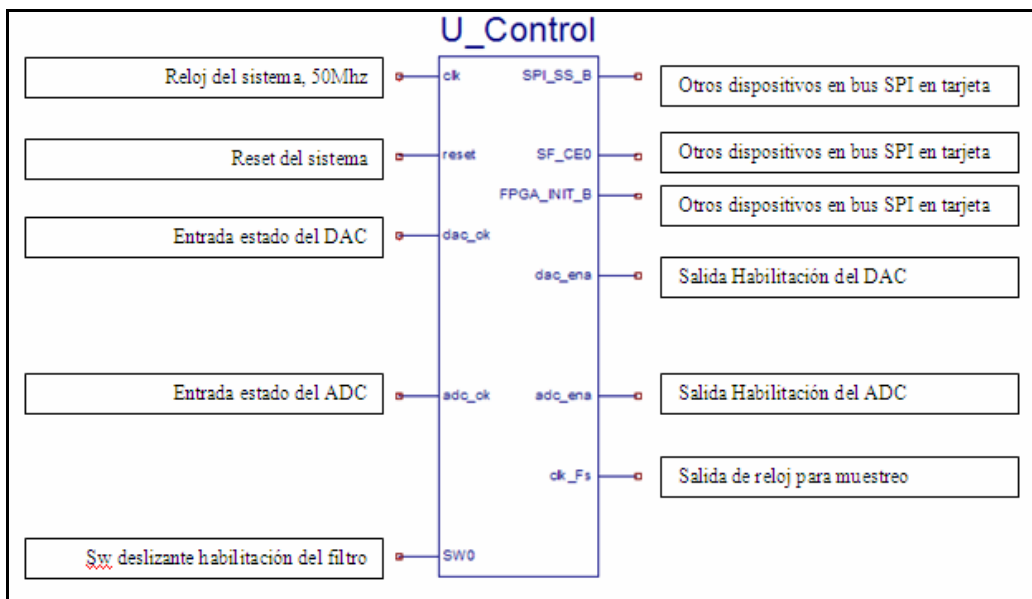 U_Control
Reloj del sistema, 50Mhz
clk
SPI_SS_B
Otros dispositivos en bus SPI en tarjeta
Reset del sistema
reset
SF_CE0
Otros dispositivos en bus SPI en tarjeta
FPGA_INIT_B
Otros dispositivos en bus SPI en tarjeta
Entrada estado del DAC
dac_ok
dac_ena
Salida Habilitación del DAC
Entrada estado del ADC
adc_ok
adc_ena
Salida Habilitación del ADC
clk_Fs
Salida de reloj para muestreo
Sw deslizante habilitación del filtro
SW0